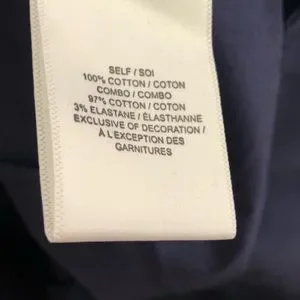 SELF / SOI
100% COTTON / COTON
COMBO / COMBO
97% COTTON / COTON
3% ELASTANE / ÉLASTHANNE
EXCLUSIVE OF DECORATION /
À L'EXCEPTION DES
GARNITURES